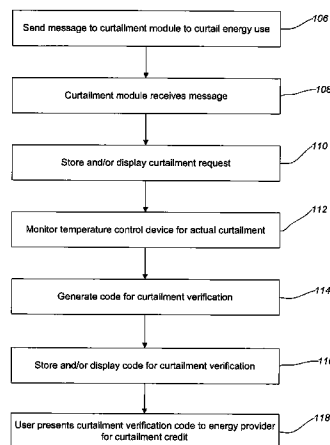 Send message to curtailment module to curtail energy use
106
Curtailment module receives message
108
Store and/or display curtailment request
110
Monitor temperature control device for actual curtailment
112
Generate code for curtailment verification
114
Store and/or display code for curtailment verification
116
User presents curtailment verification code to energy provider
for curtailment credit
118